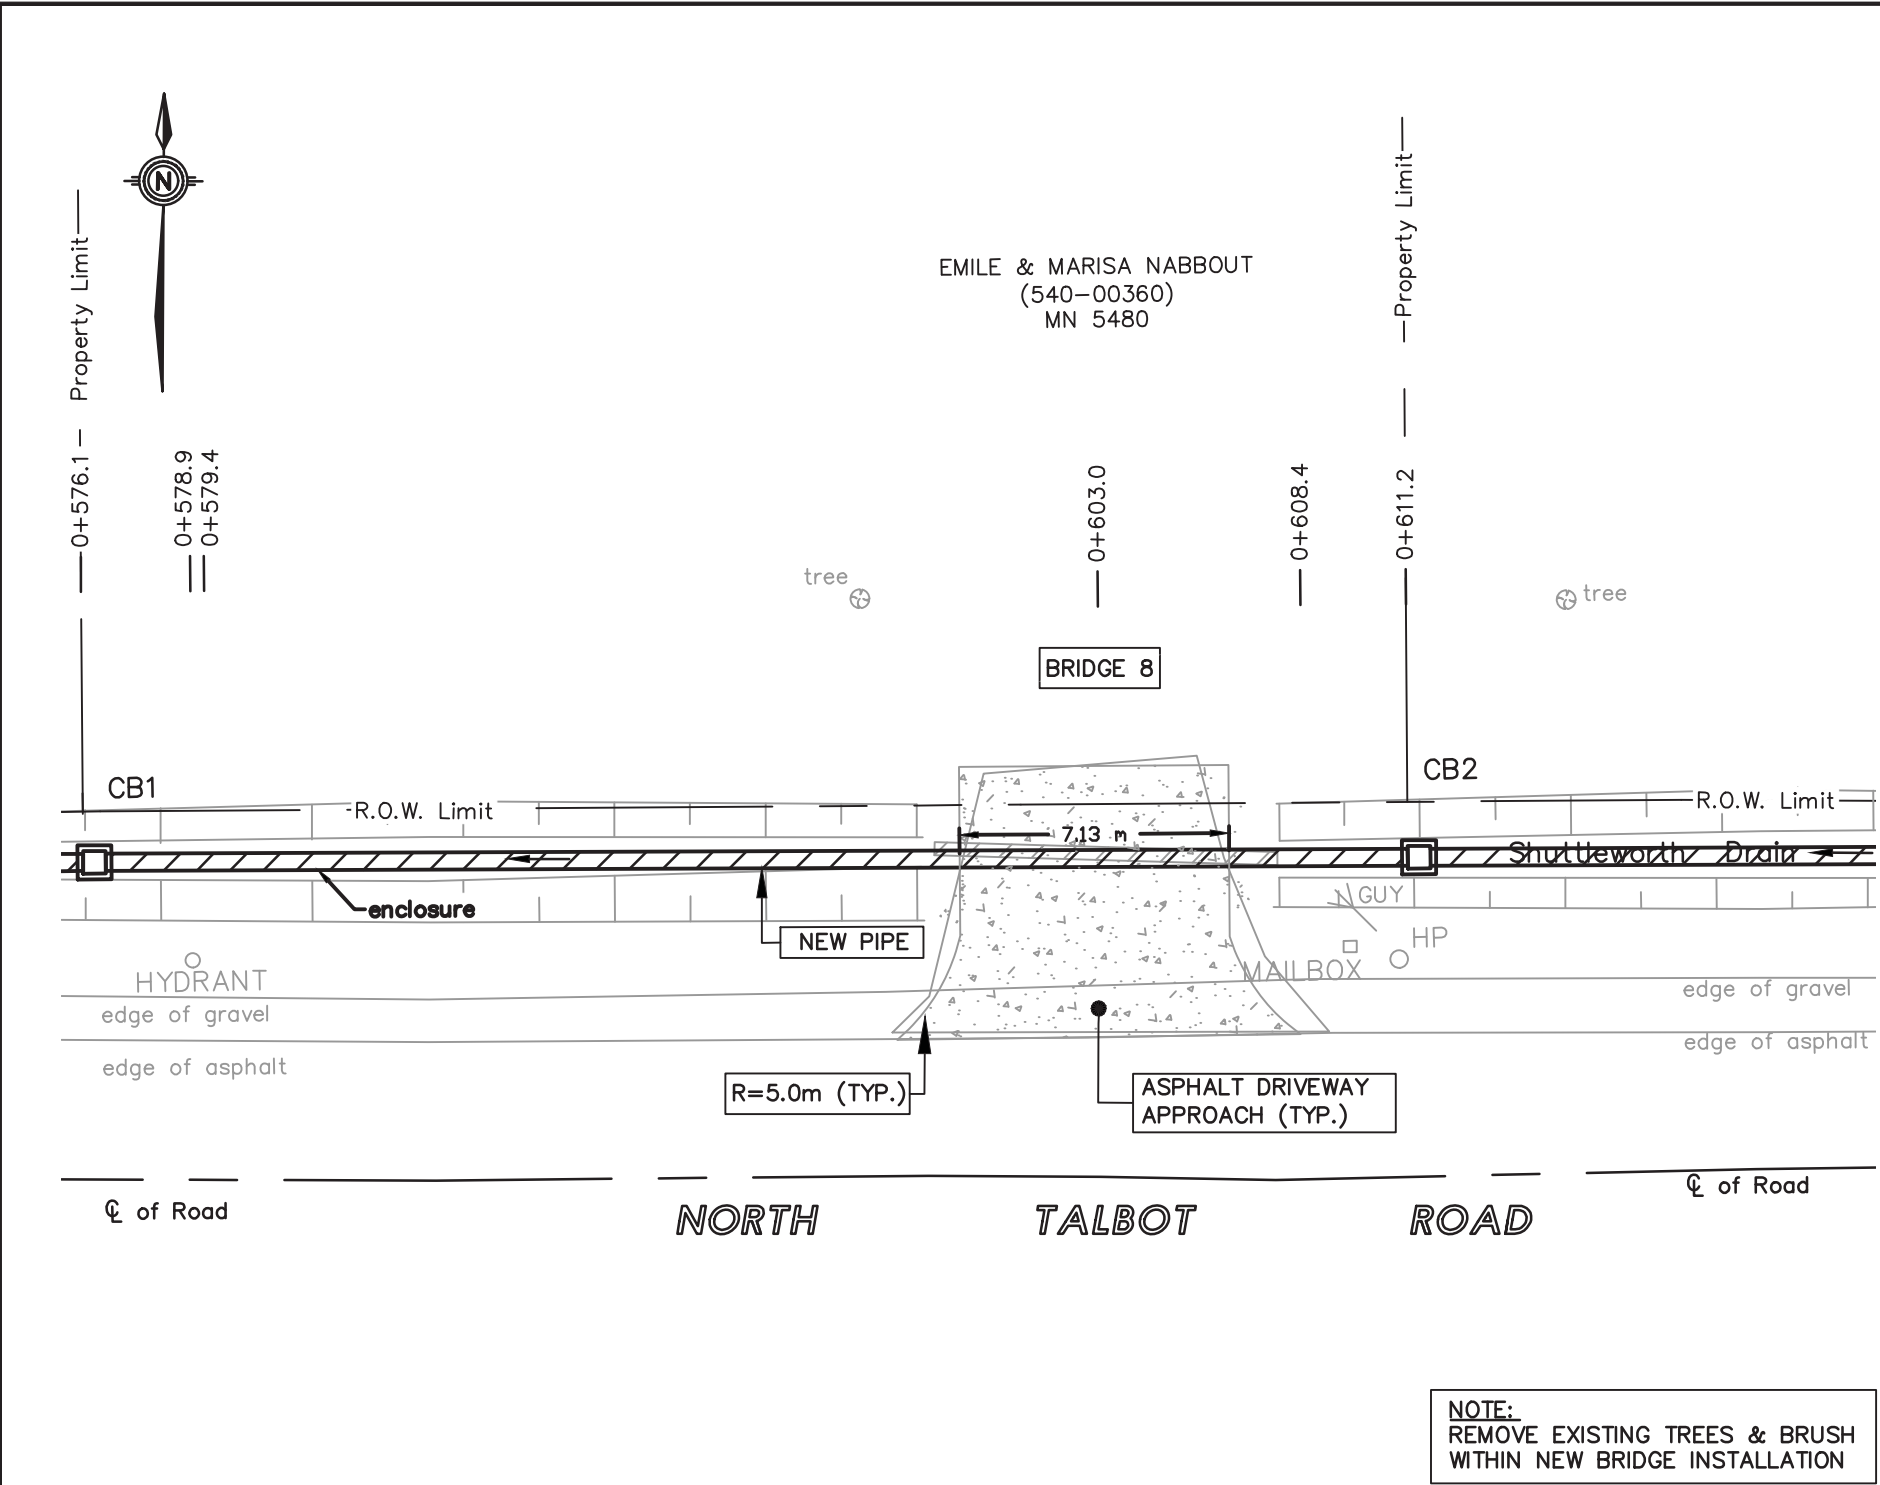 N
Property Limit
Property Limit
EMILE & MARISA NABBOUT
(540-00360)
MN 5480
0+576.1
0+578.9
0+579.4
0+603.0
0+608.4
0+611.2
tree
tree
BRIDGE 8
CB1
CB2
R.O.W. Limit
R.O.W. Limit
7.13 m
Shuttleworth Drain
enclosure
GUY
NEW PIPE
HP
HYDRANT
MAILBOX
edge of gravel
edge of gravel
edge of asphalt
edge of asphalt
R=5.0m (TYP.)
ASPHALT DRIVEWAY
APPROACH (TYP.)
℄ of Road
℄ of Road
NORTH TALBOT ROAD
NOTE:
REMOVE EXISTING TREES & BRUSH
WITHIN NEW BRIDGE INSTALLATION